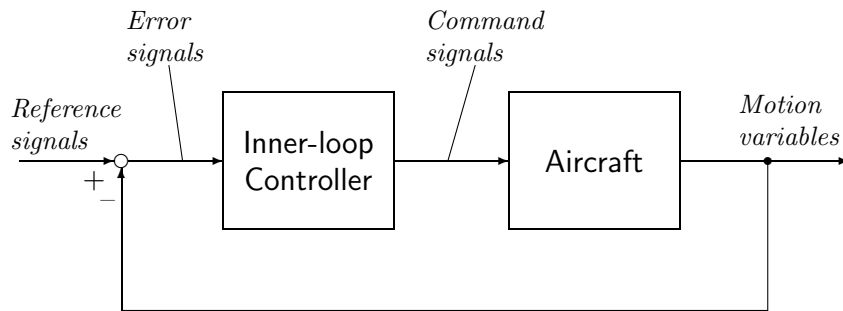 Error
signals
Command
signals
Reference
signals
Motion
variables
Inner-loop
Controller
Aircraft
+
−